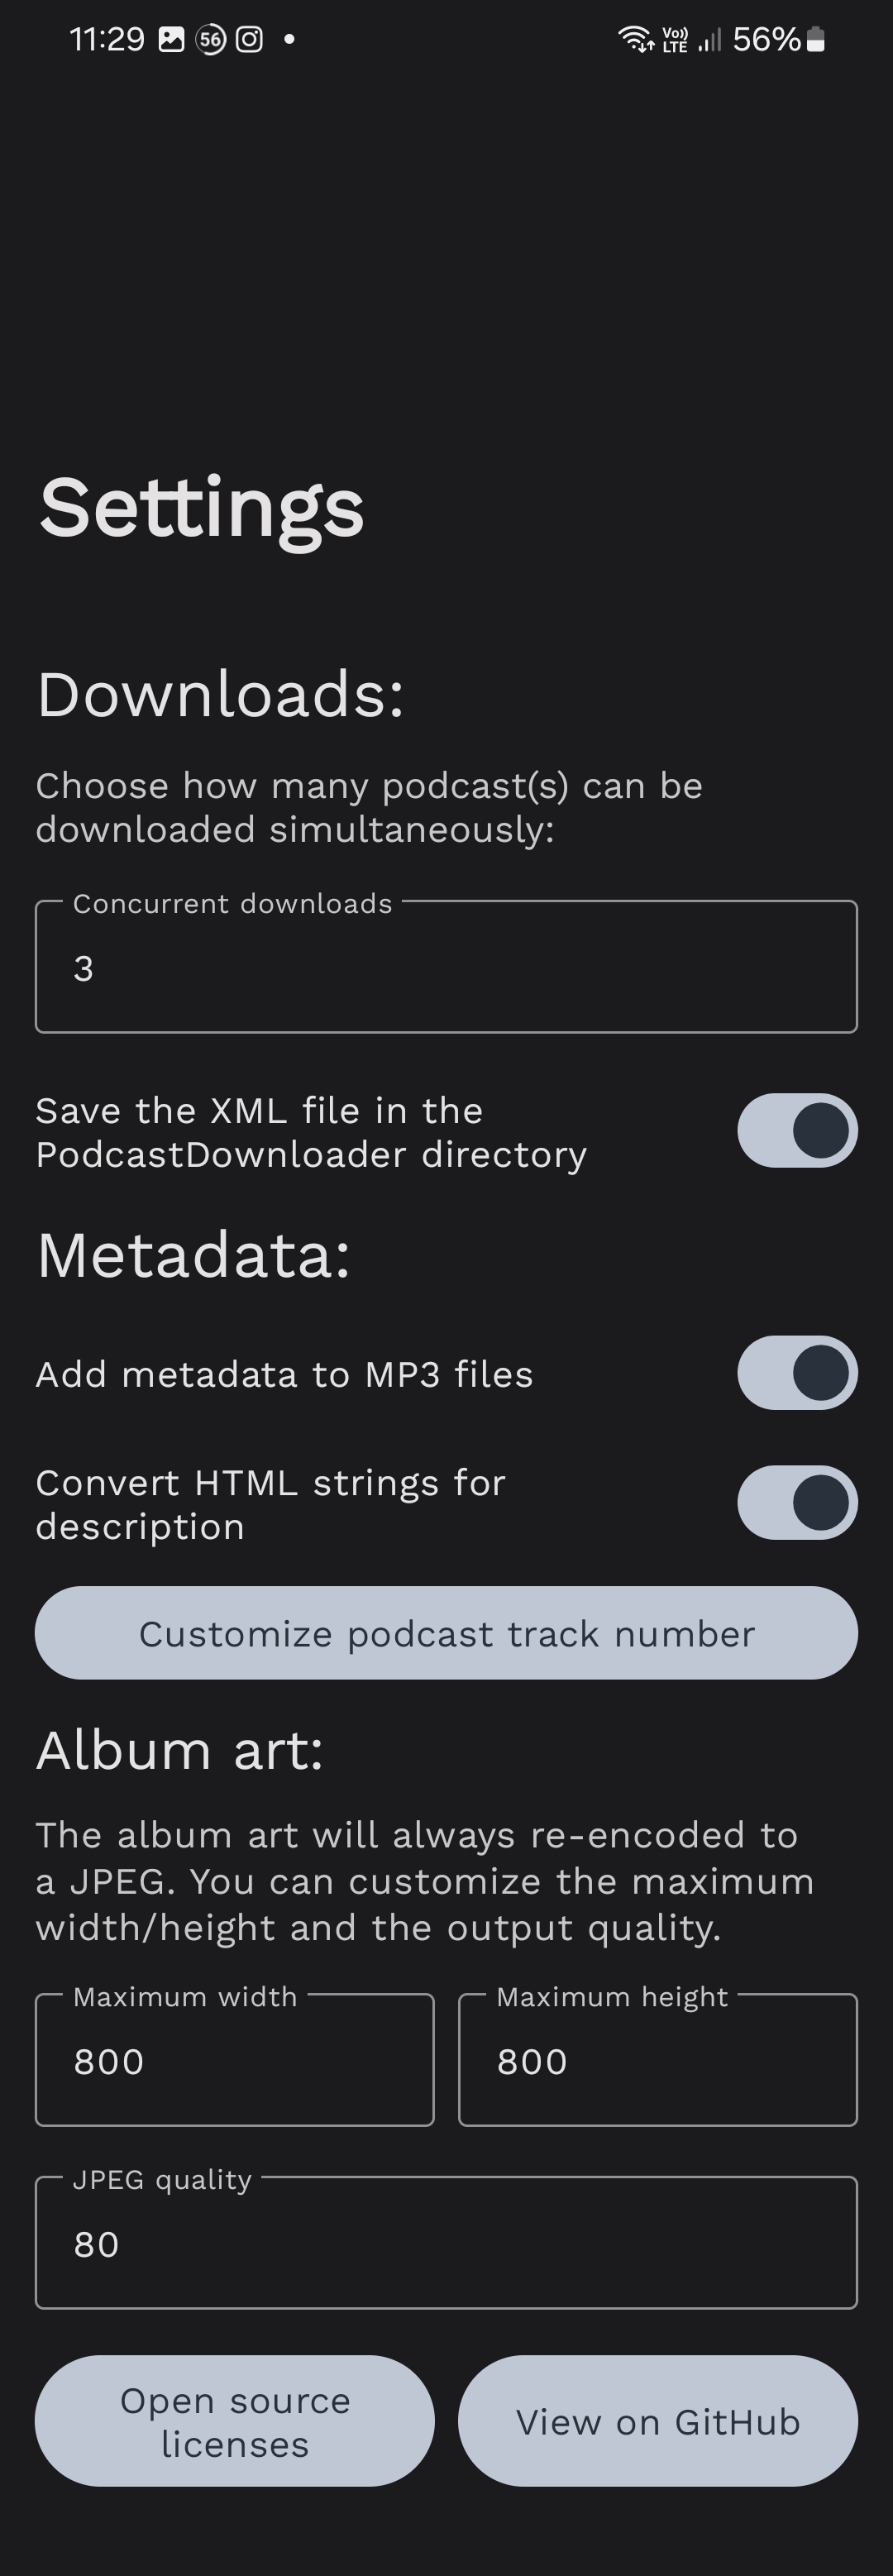 11:29 56 Vo)) LTE 56%
Settings
Downloads:
Choose how many podcast(s) can be
downloaded simultaneously:
Concurrent downloads
3
Save the XML file in the
PodcastDownloader directory
Metadata:
Add metadata to MP3 files
Convert HTML strings for
description
Customize podcast track number
Album art:
The album art will always re-encoded to
a JPEG. You can customize the maximum
width/height and the output quality.
Maximum width
800
Maximum height
800
JPEG quality
80
Open source
licenses
View on GitHub